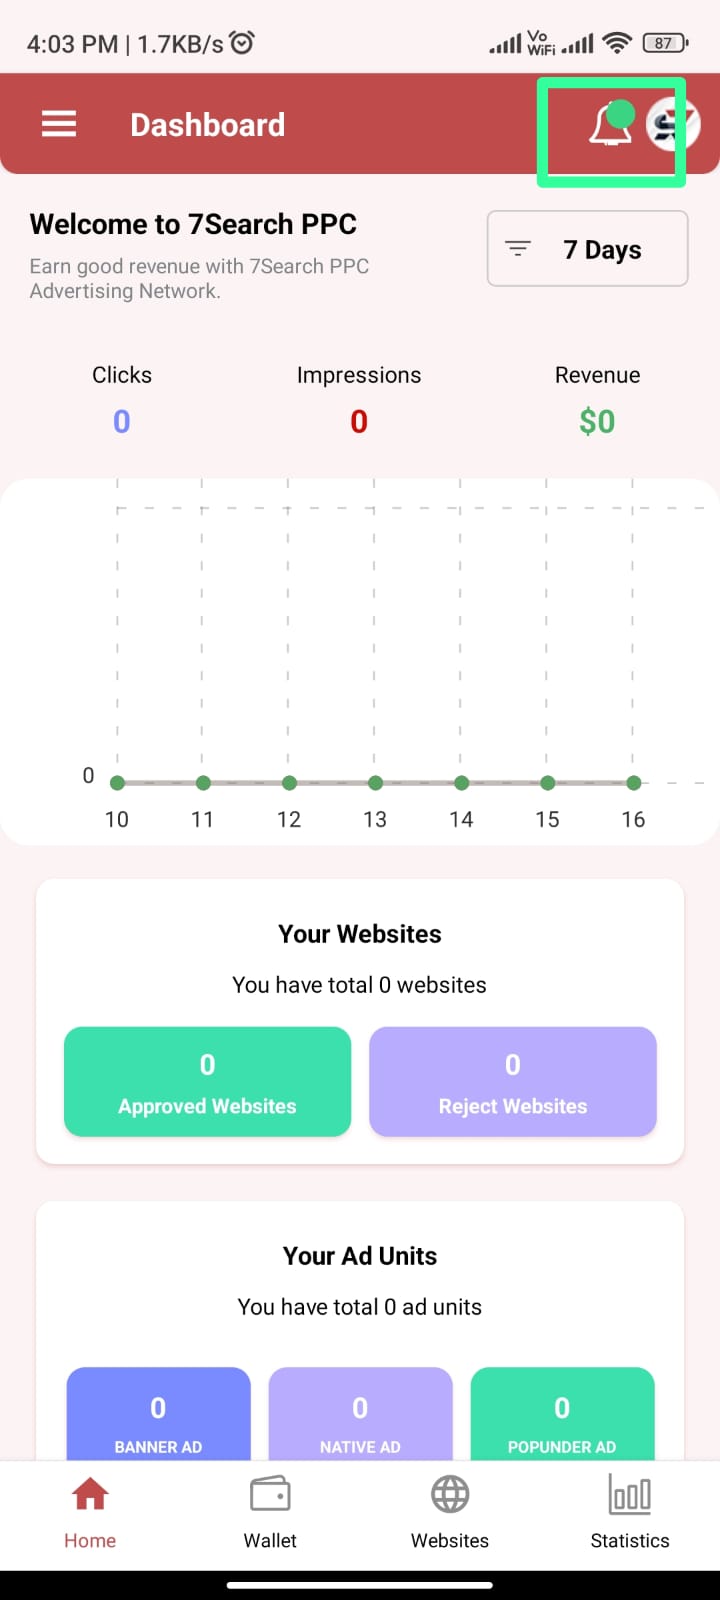 4:03 PM | 1.7KB/s
Vo
WiFi
87
Dashboard
Welcome to 7Search PPC
Earn good revenue with 7Search PPC
Advertising Network.
7 Days
Clicks
Impressions
Revenue
0
0
$0
0
10 11 12 13 14 15 16
Your Websites
You have total 0 websites
0
Approved Websites
0
Reject Websites
Your Ad Units
You have total 0 ad units
0
BANNER AD
0
NATIVE AD
0
POPUNDER AD
Home
Wallet
Websites
Statistics